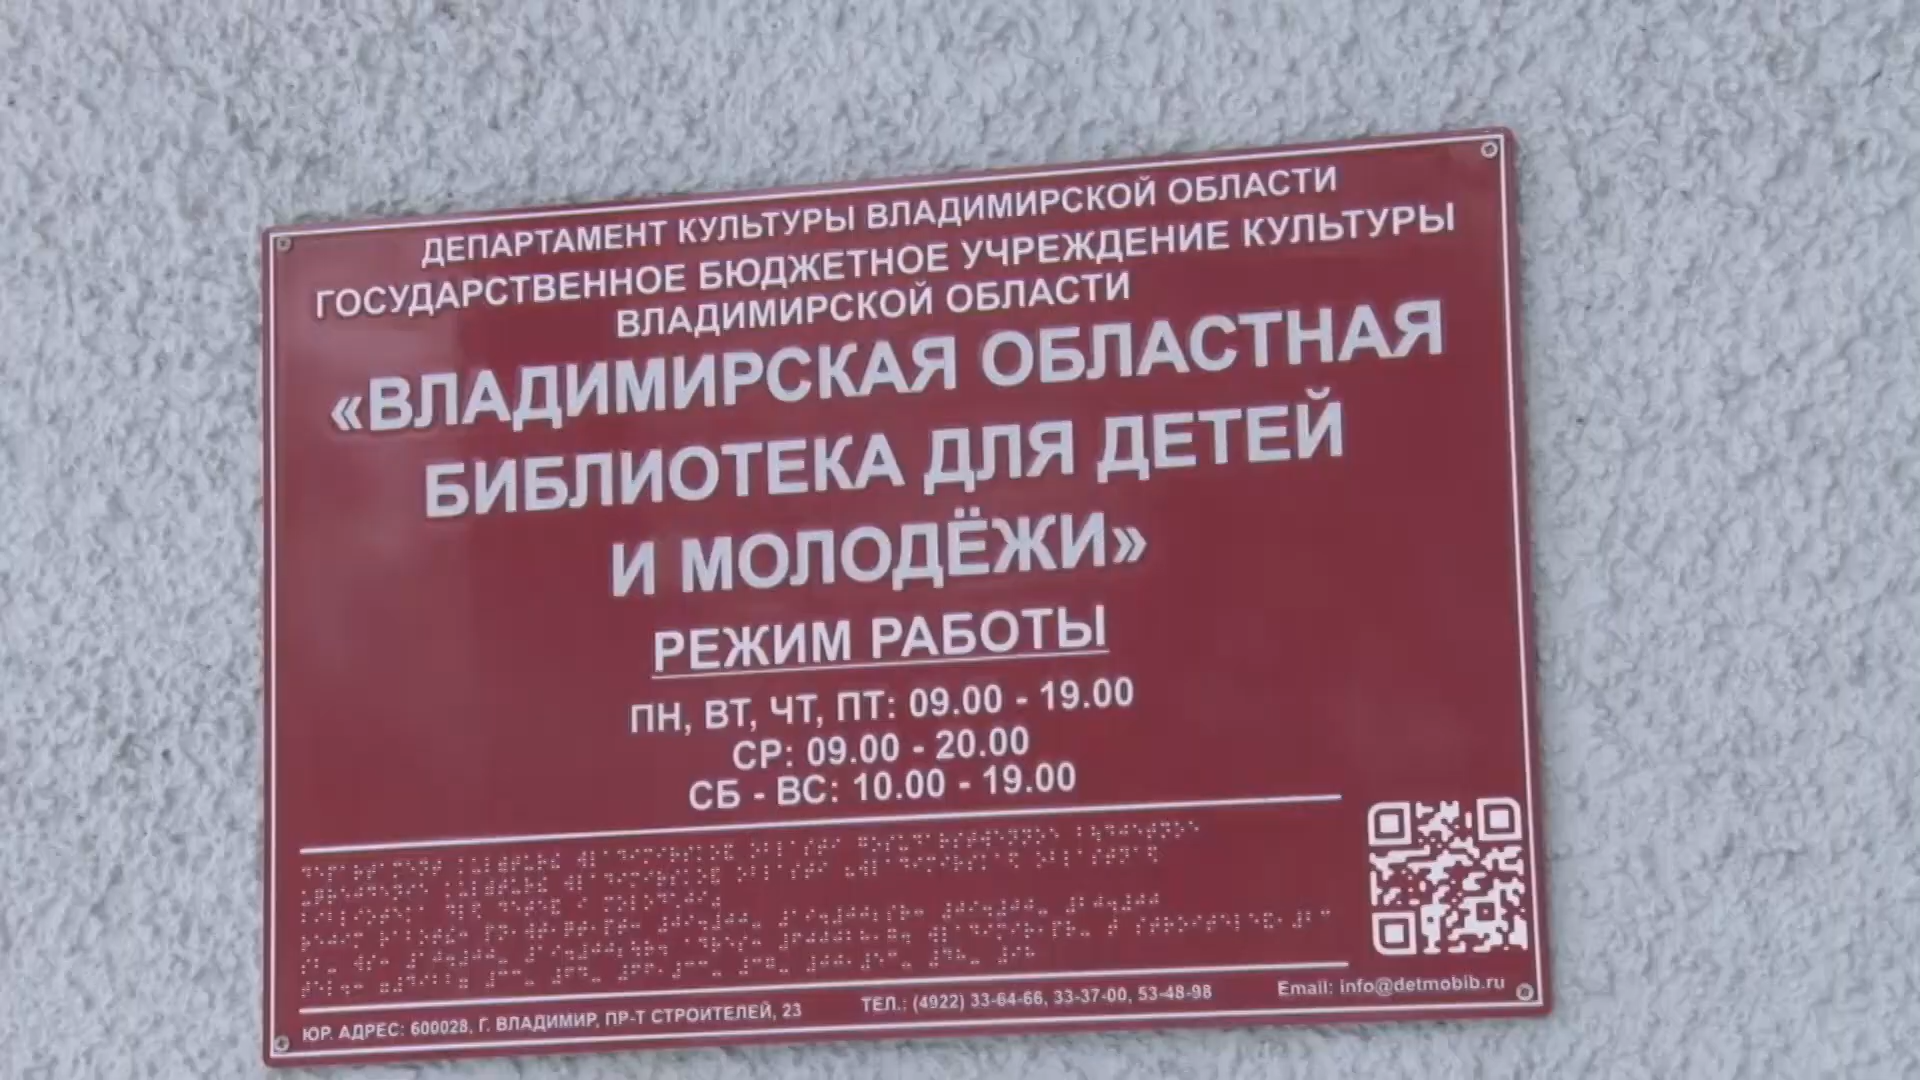 ДЕПАРТАМЕНТ КУЛЬТУРЫ ВЛАДИМИРСКОЙ ОБЛАСТИ
ГОСУДАРСТВЕННОЕ БЮДЖЕТНОЕ УЧРЕЖДЕНИЕ КУЛЬТУРЫ
ВЛАДИМИРСКОЙ ОБЛАСТИ
«ВЛАДИМИРСКАЯ ОБЛАСТНАЯ
БИБЛИОТЕКА ДЛЯ ДЕТЕЙ
И МОЛОДЁЖИ»
РЕЖИМ РАБОТЫ
ПН, ВТ, ЧТ, ПТ: 09.00 - 19.00
СР: 09.00 - 20.00
СБ - ВС: 10.00 - 19.00
ЮР. АДРЕС: 600028, Г. ВЛАДИМИР, ПР-Т СТРОИТЕЛЕЙ, 23 ТЕЛ.: (4922) 33-64-66, 33-37-00, 53-48-98 Email: info@detmobib.ru